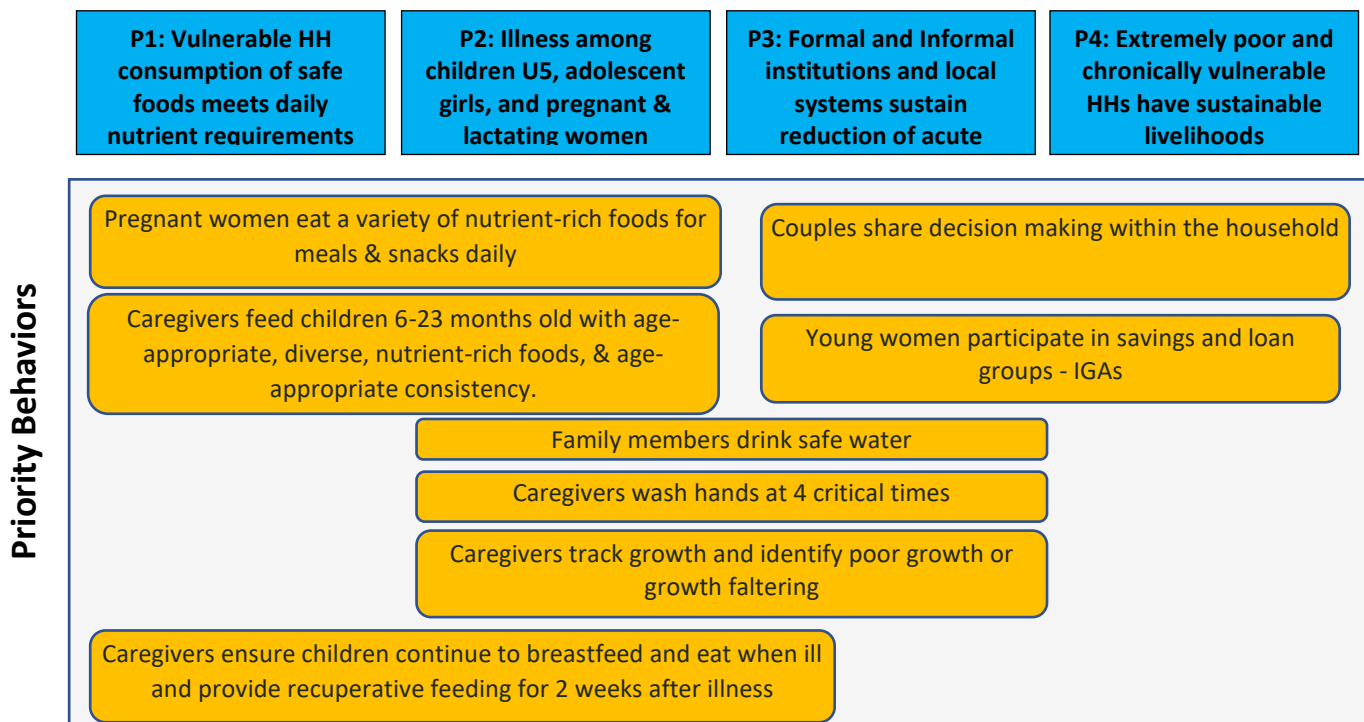 P1: Vulnerable HH
consumption of safe
foods meets daily
nutrient requirements
P2: Illness among
children U5, adolescent
girls, and pregnant &
lactating women
P3: Formal and Informal
institutions and local
systems sustain
reduction of acute
P4: Extremely poor and
chronically vulnerable
HHs have sustainable
livelihoods
Priority Behaviors
Pregnant women eat a variety of nutrient-rich foods for
meals & snacks daily
Couples share decision making within the household
Caregivers feed children 6-23 months old with age-
appropriate, diverse, nutrient-rich foods, & age-
appropriate consistency.
Young women participate in savings and loan
groups - IGAs
Family members drink safe water
Caregivers wash hands at 4 critical times
Caregivers track growth and identify poor growth or
growth faltering
Caregivers ensure children continue to breastfeed and eat when ill
and provide recuperative feeding for 2 weeks after illness